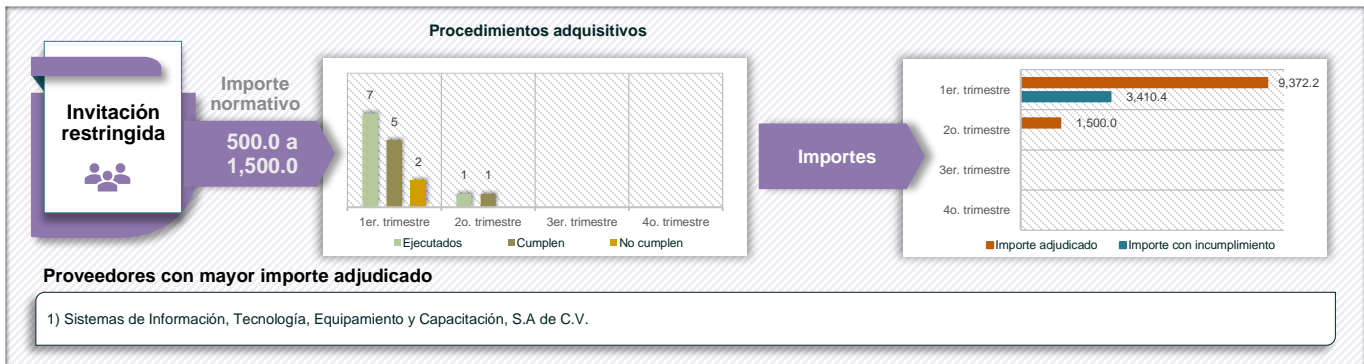 Procedimientos adquisitivos
Invitación
restringida
Importe
normativo
500.0 a
1,500.0
7
5
2
1
1
1er. trimestre
2o. trimestre
3er. trimestre
4o. trimestre
Ejecutados
Cumplen
No cumplen
Importes
1er. trimestre
9,372.2
3,410.4
2o. trimestre
1,500.0
3er. trimestre
4o. trimestre
Importe adjudicado
Importe con incumplimiento
Proveedores con mayor importe adjudicado
1) Sistemas de Información, Tecnología, Equipamiento y Capacitación, S.A de C.V.